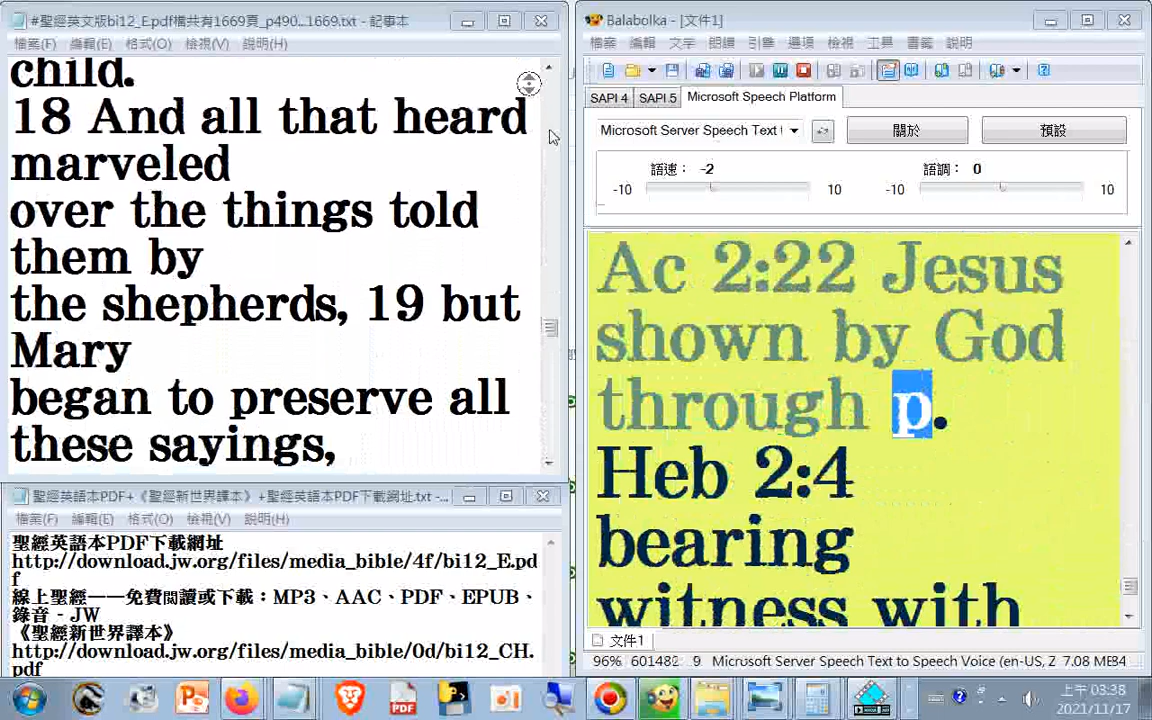 #聖經英文版bi12_E.pdf橫共有1669頁_p490...1669.txt - 記事本
檔案(F) 編輯(E) 格式(O) 檢視(V) 說明(H)
child.
18 And all that heard
marveled
over the things told
them by
the shepherds, 19 but
Mary
began to preserve all
these sayings,
聖經英語本PDF+《聖經新世界譯本》+聖經英語本PDF下載網址.txt -...
檔案(F) 編輯(E) 格式(O) 檢視(V) 說明(H)
聖經英語本PDF下載網址
http://download.jw.org/files/media_bible/4f/bi12_E.pd
f
線上聖經——免費閱讀或下載：MP3、AAC、PDF、EPUB、
錄音 - JW
《聖經新世界譯本》
http://download.jw.org/files/media_bible/0d/bi12_CH.
pdf
Balabolka - [文件1]
檔案 編輯 文字 朗讀 引擎 選項 檢視 工具 書籤 說明
SAPI 4 SAPI 5 Microsoft Speech Platform
Microsoft Server Speech Text 關於 預設
語速： -2 語調： 0
-10 10 -10 10
Ac 2:22 Jesus
shown by God
through p.
Heb 2:4
bearing
witness with
文件1
96% 601482 9 Microsoft Server Speech Text to Speech Voice (en-US, Z 7.08 MB
上午 03:38
2021/11/17